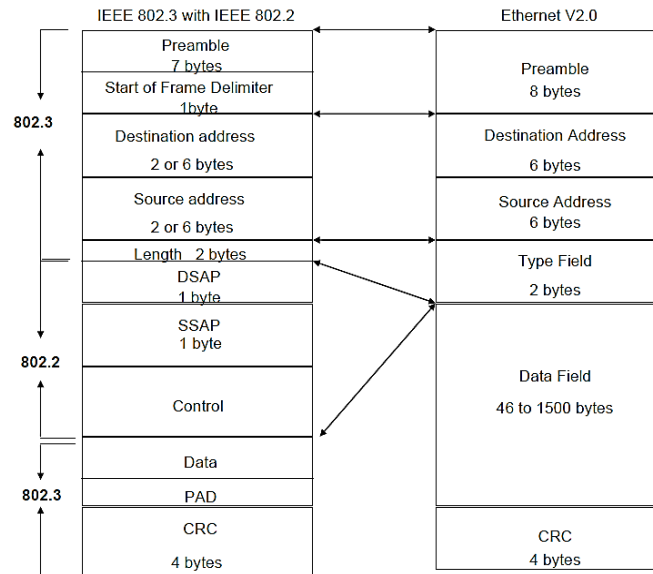 IEEE 802.3 with IEEE 802.2
Preamble
7 bytes
Start of Frame Delimiter
1byte
Destination address
2 or 6 bytes
Source address
2 or 6 bytes
Length 2 bytes
DSAP
1 byte
SSAP
1 byte
Control
Data
PAD
CRC
4 bytes
802.3
802.2
802.3
Ethernet V2.0
Preamble
8 bytes
Destination Address
6 bytes
Source Address
6 bytes
Type Field
2 bytes
Data Field
46 to 1500 bytes
CRC
4 bytes